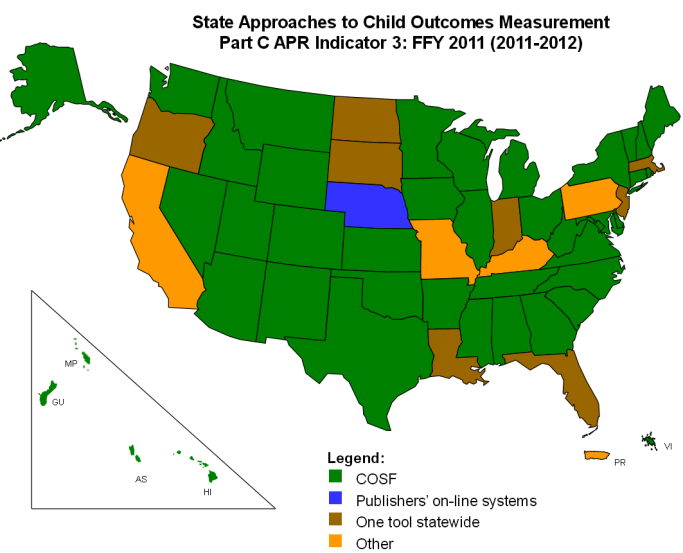 State Approaches to Child Outcomes Measurement
Part C APR Indicator 3: FFY 2011 (2011-2012)
MP
GU
AS
HI
VI
PR
Legend:
COSF
Publishers' on-line systems
One tool statewide
Other